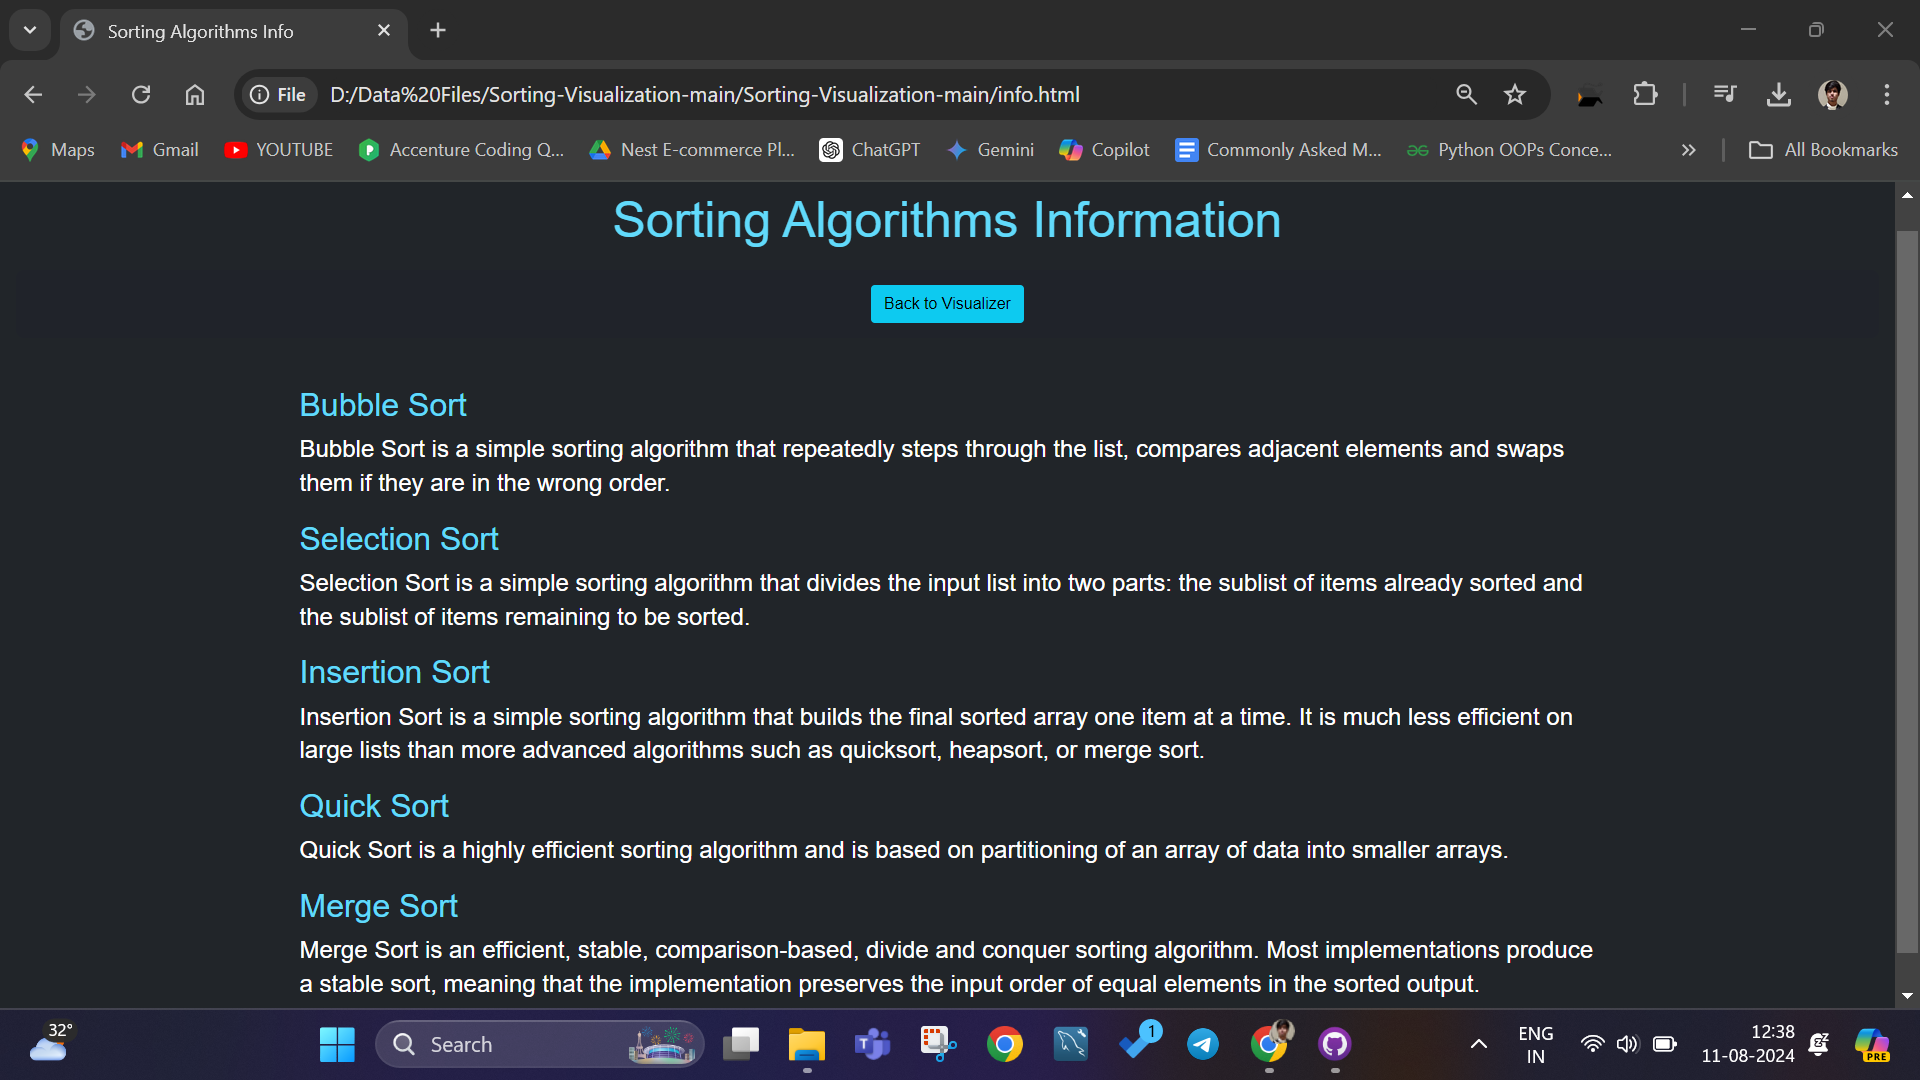 Sorting Algorithms Info
File D:/Data%20Files/Sorting-Visualization-main/Sorting-Visualization-main/info.html
Maps Gmail YOUTUBE Accenture Coding Q... Nest E-commerce Pl... ChatGPT Gemini Copilot Commonly Asked M... Python OOPs Conce... All Bookmarks
Sorting Algorithms Information
Back to Visualizer
Bubble Sort
Bubble Sort is a simple sorting algorithm that repeatedly steps through the list, compares adjacent elements and swaps
them if they are in the wrong order.
Selection Sort
Selection Sort is a simple sorting algorithm that divides the input list into two parts: the sublist of items already sorted and
the sublist of items remaining to be sorted.
Insertion Sort
Insertion Sort is a simple sorting algorithm that builds the final sorted array one item at a time. It is much less efficient on
large lists than more advanced algorithms such as quicksort, heapsort, or merge sort.
Quick Sort
Quick Sort is a highly efficient sorting algorithm and is based on partitioning of an array of data into smaller arrays.
Merge Sort
Merge Sort is an efficient, stable, comparison-based, divide and conquer sorting algorithm. Most implementations produce
a stable sort, meaning that the implementation preserves the input order of equal elements in the sorted output.
32°
Search
1
ENG
IN
12:38
11-08-2024
PRE